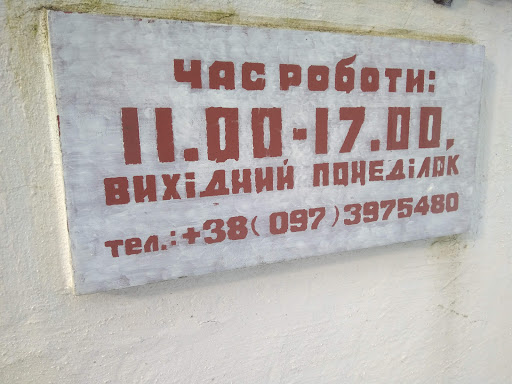 ЧАС РОБОТИ:
11.00-17.00,
ВИХІДНИЙ ПОНЕДІЛОК
тел.: +38(097)3975480